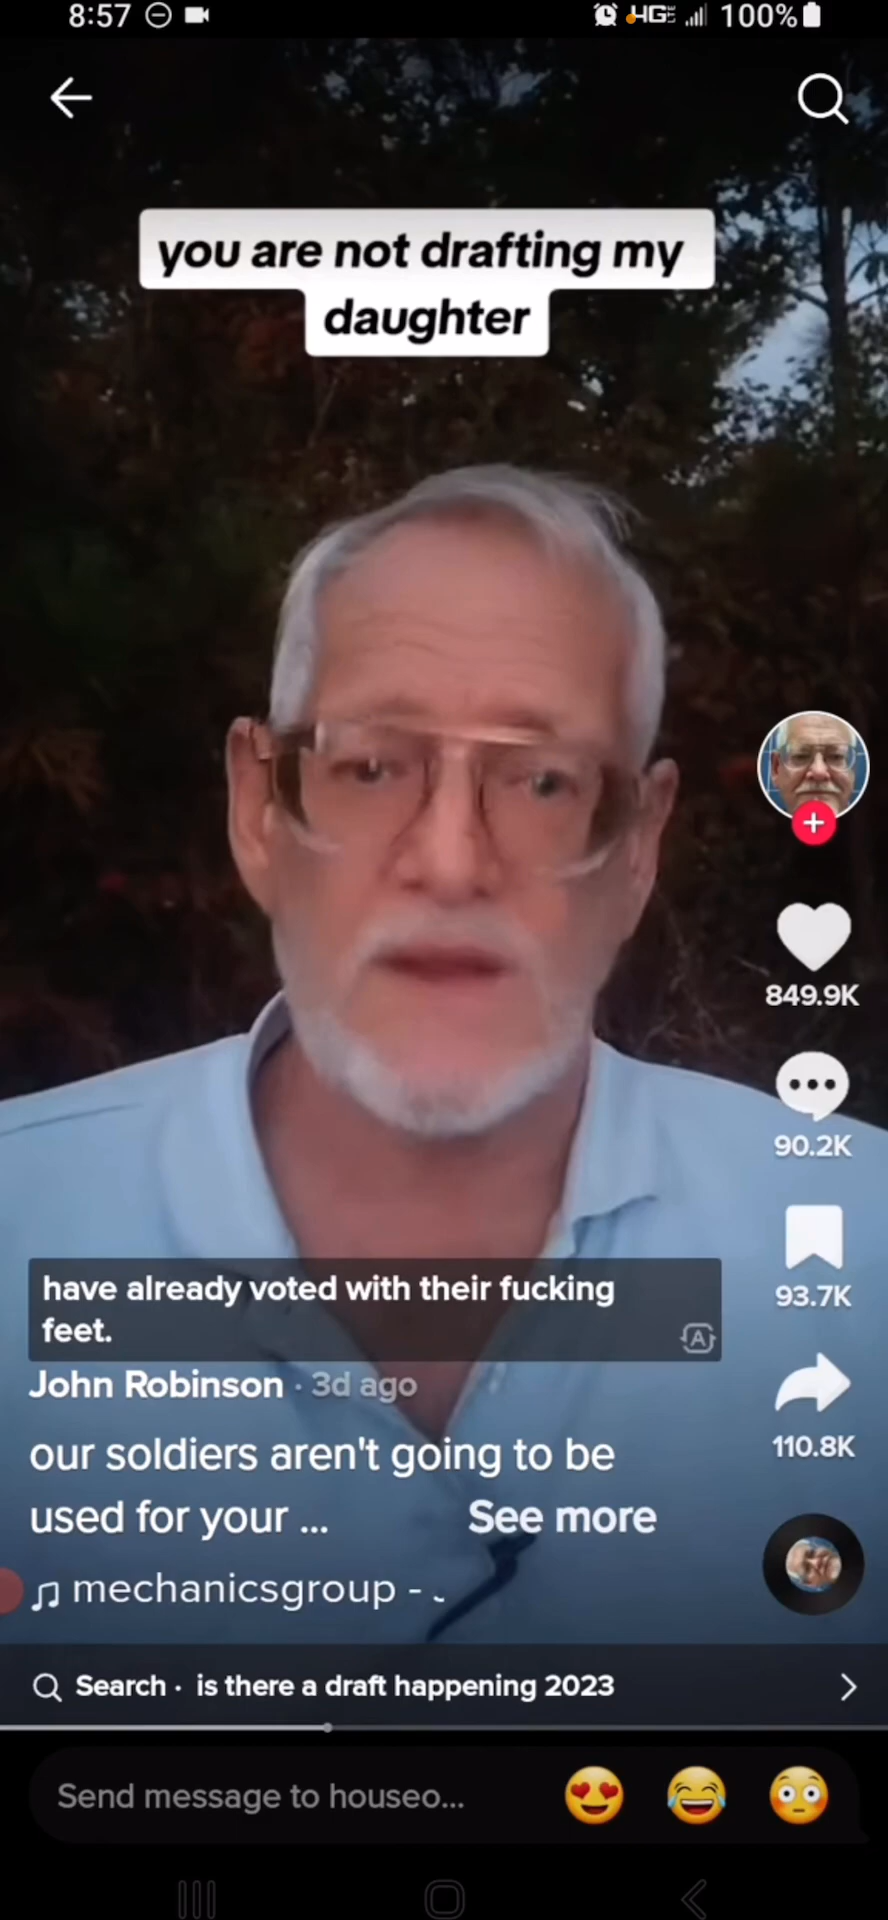 8:57
4G LTE 100%
you are not drafting my
daughter
849.9K
90.2K
93.7K
110.8K
have already voted with their fucking
feet.
A
John Robinson · 3d ago
our soldiers aren't going to be
used for your ... See more
mechanicsgroup -
Search · is there a draft happening 2023
Send message to houseo...